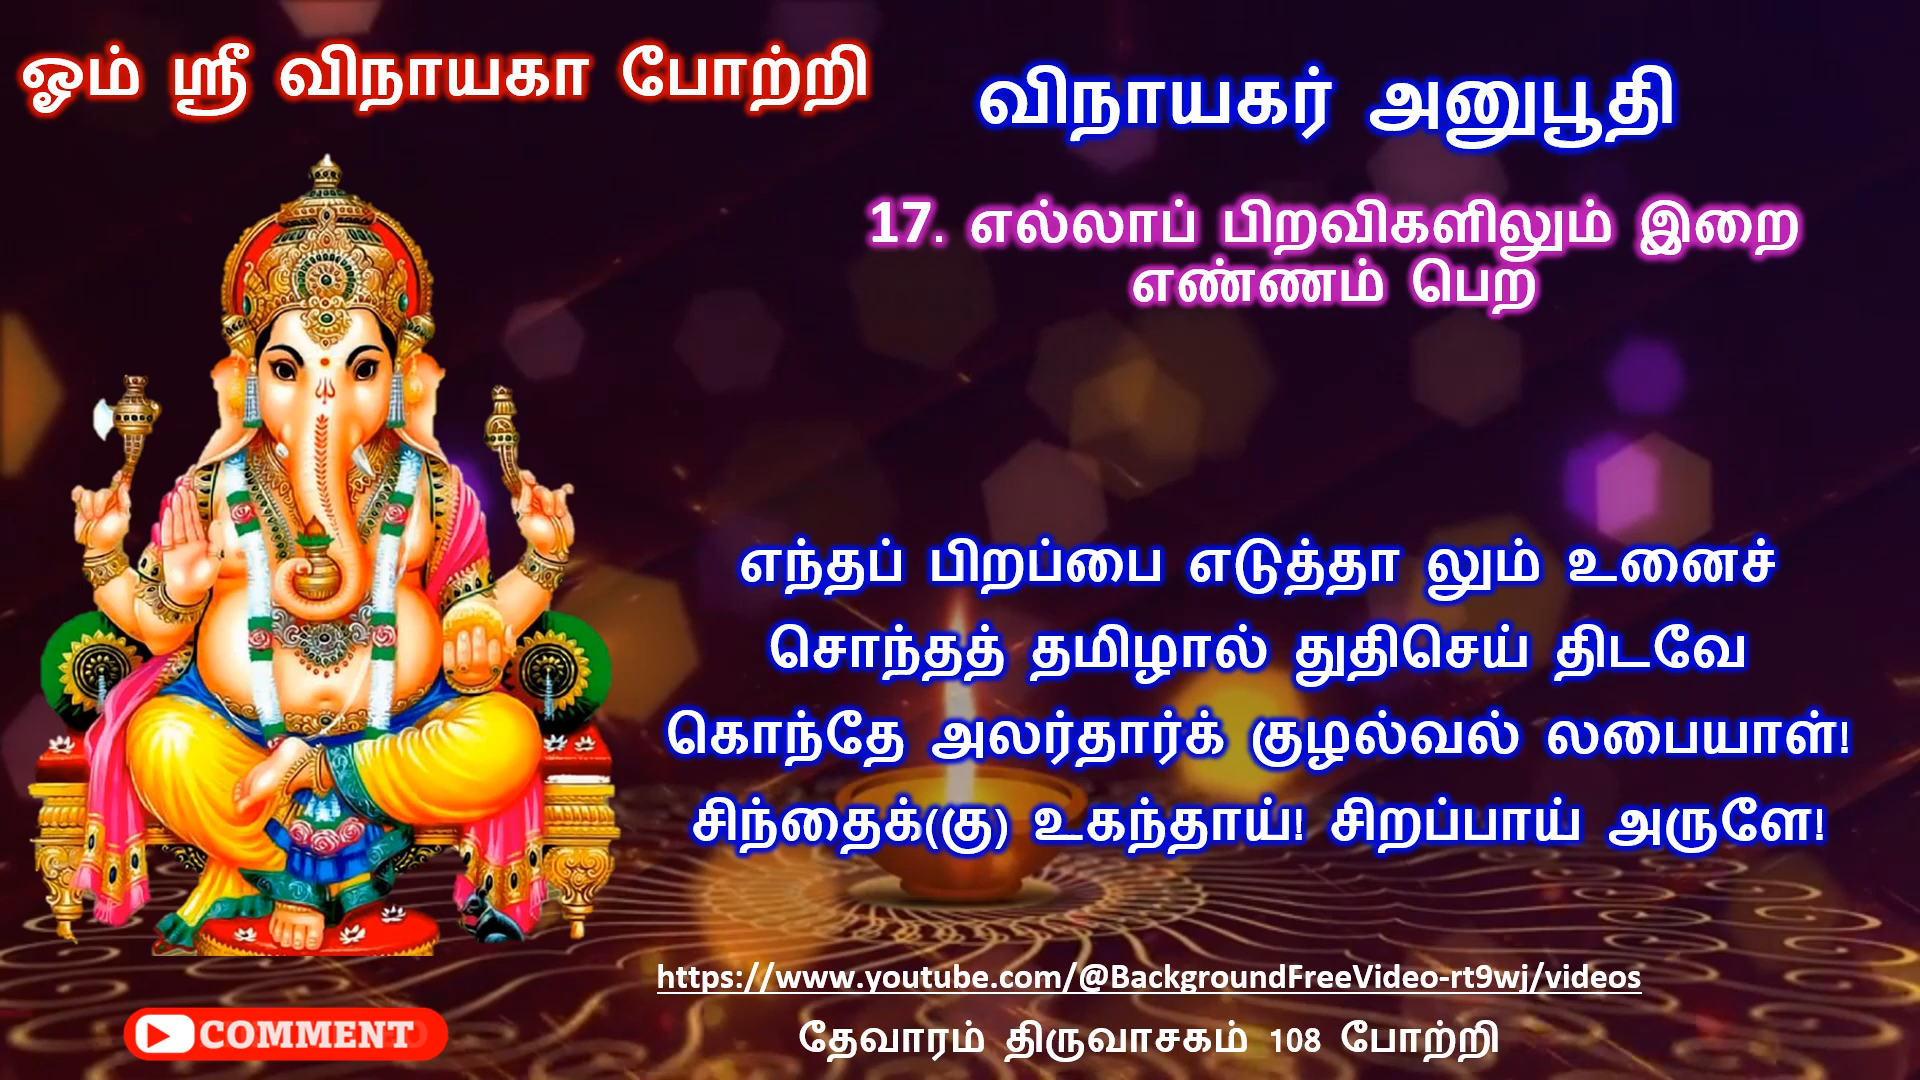 ஓம் ஸ்ரீ விநாயகா போற்றி
விநாயகர் அனுபூதி
17. எல்லாப் பிறவிகளிலும் இறை
எண்ணம் பெற
எந்தப் பிறப்பை எடுத்தா லும் உனைச்
சொந்தத் தமிழால் துதிசெய் திடவே
கொந்தே அலர்தார்க் குழல்வல் லபையாள்!
சிந்தைக்(கு) உகந்தாய்! சிறப்பாய் அருளே!
https://www.youtube.com/@BackgroundFreeVideo-rt9wj/videos
தேவாரம் திருவாசகம் 108 போற்றி
COMMENT